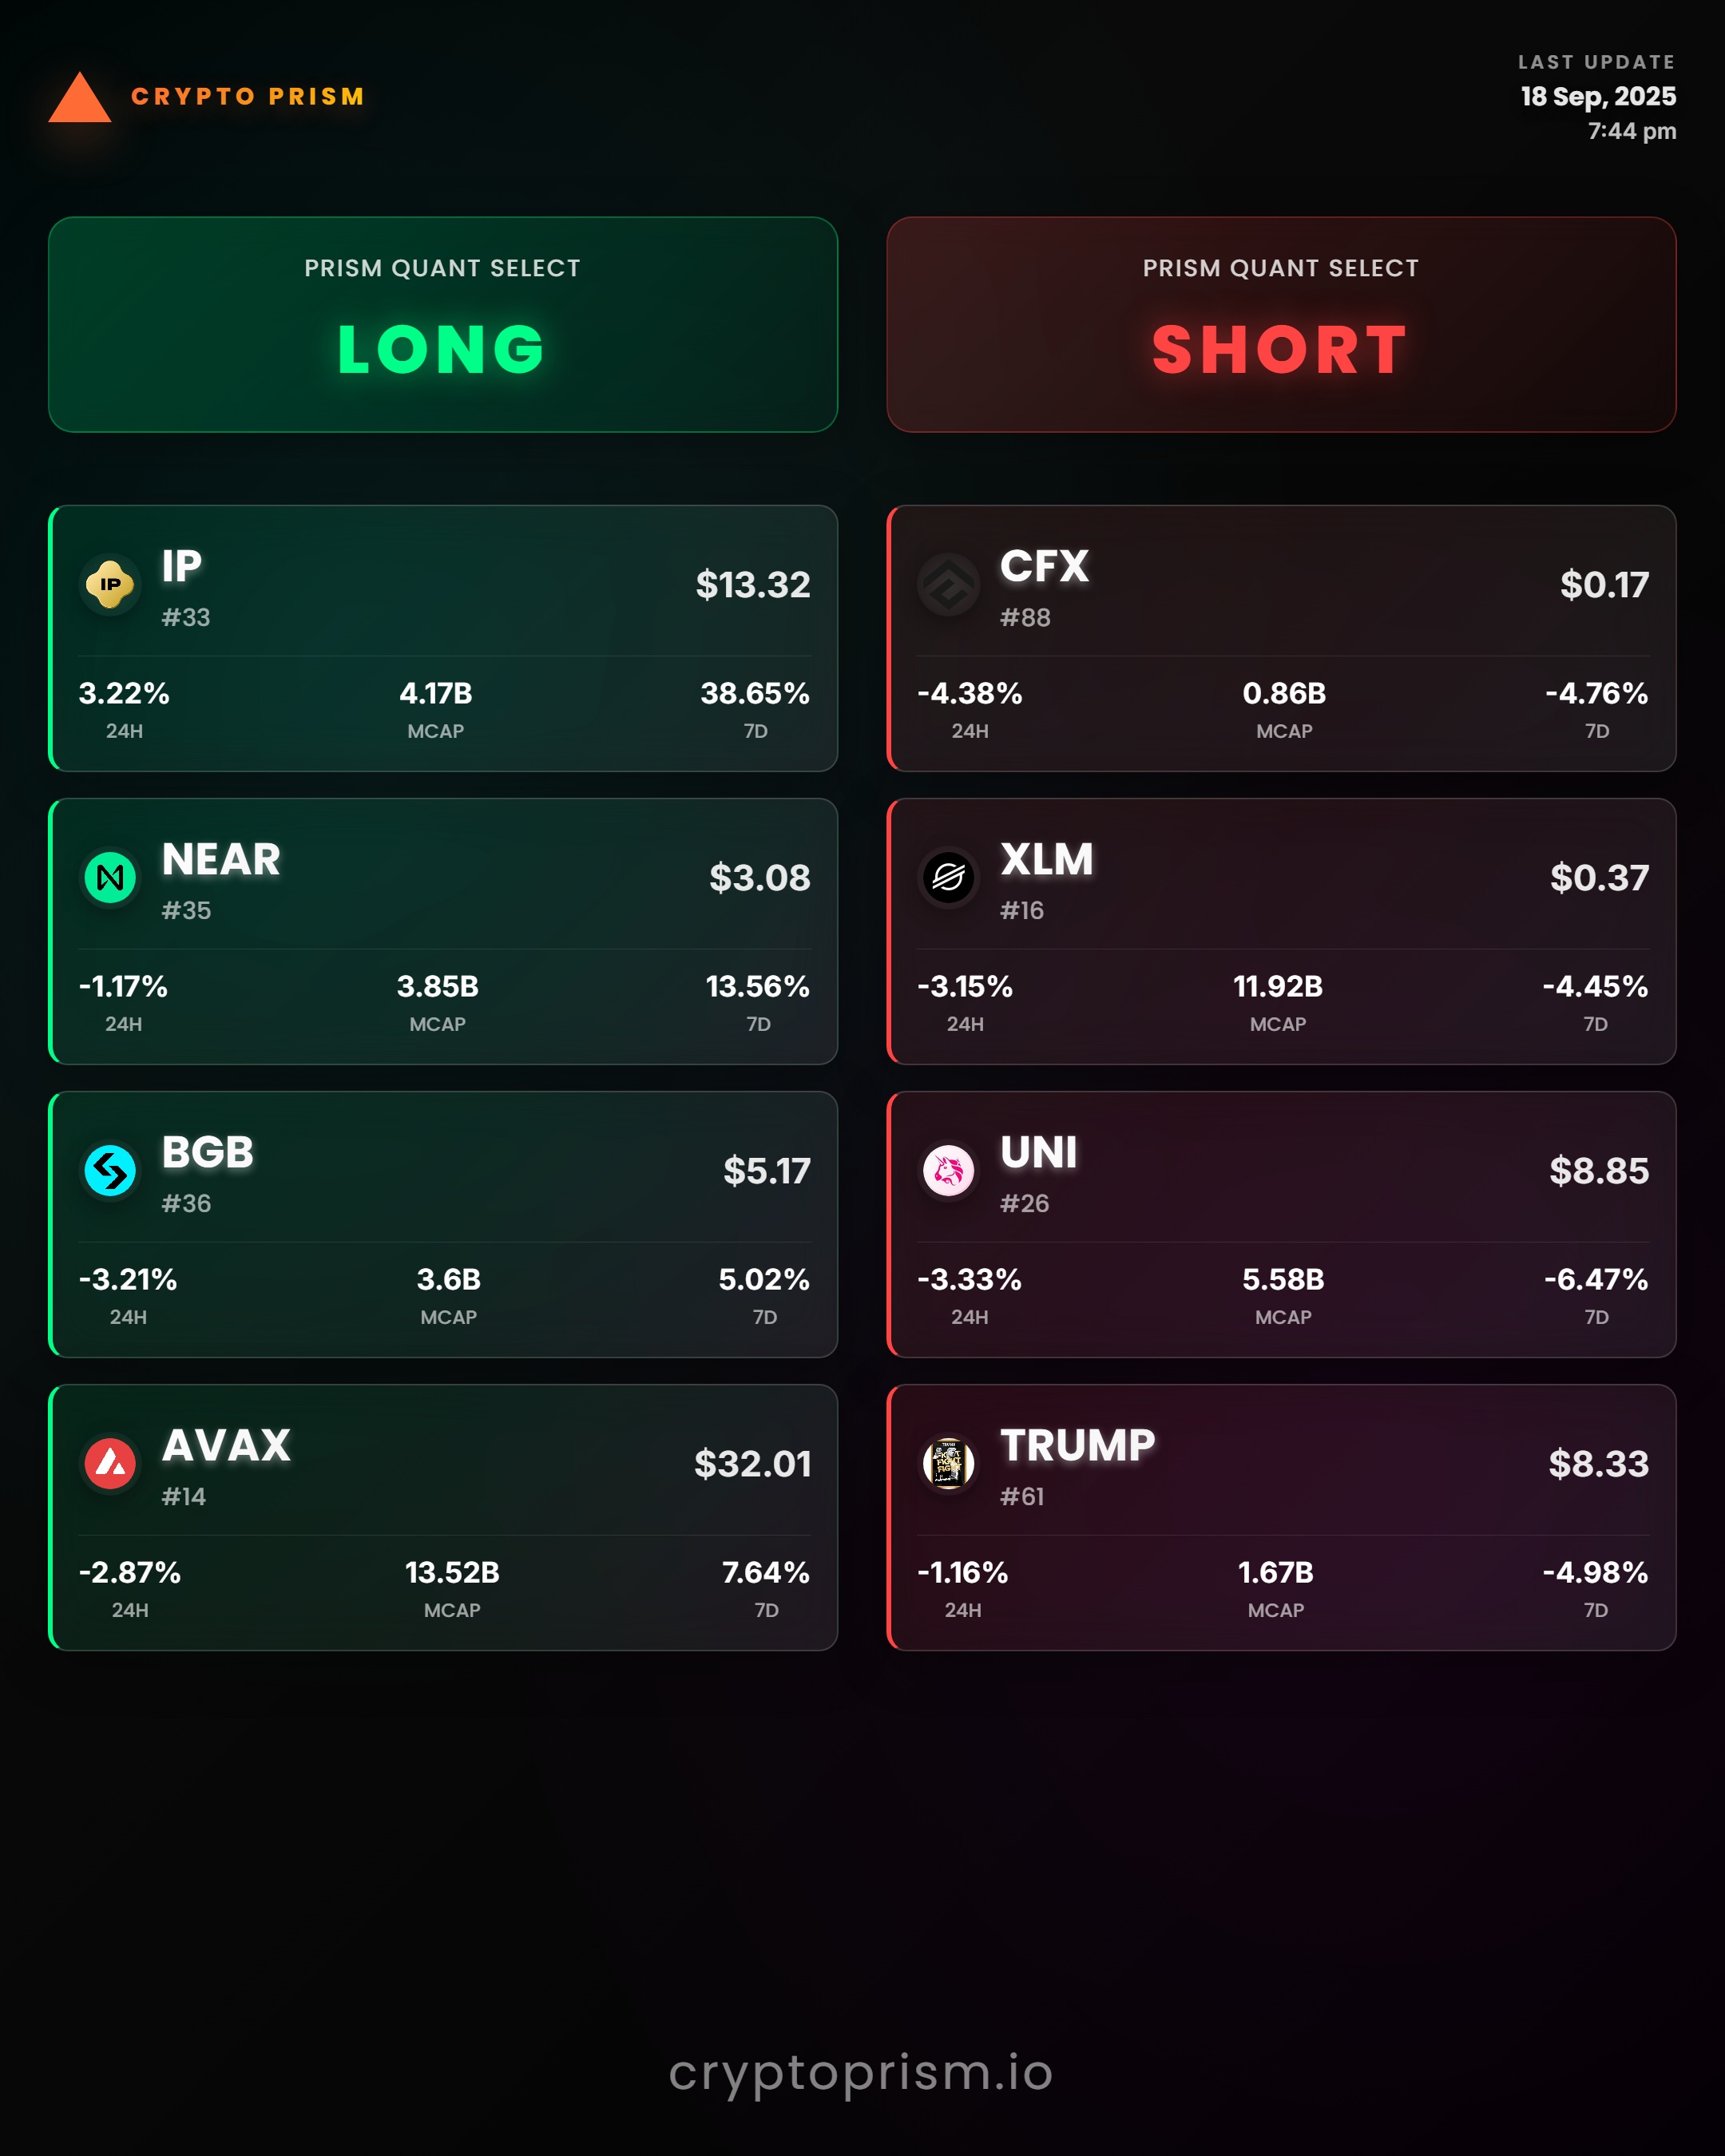 CRYPTO PRISM
LAST UPDATE
18 Sep, 2025
7:44 pm
PRISM QUANT SELECT
LONG
IP
IP
#33
$13.32
3.22%
4.17B
38.65%
24H
MCAP
7D
NEAR
#35
$3.08
-1.17%
3.85B
13.56%
24H
MCAP
7D
BGB
#36
$5.17
-3.21%
3.6B
5.02%
24H
MCAP
7D
AVAX
#14
$32.01
-2.87%
13.52B
7.64%
24H
MCAP
7D
PRISM QUANT SELECT
SHORT
CFX
#88
$0.17
-4.38%
0.86B
-4.76%
24H
MCAP
7D
XLM
#16
$0.37
-3.15%
11.92B
-4.45%
24H
MCAP
7D
UNI
#26
$8.85
-3.33%
5.58B
-6.47%
24H
MCAP
7D
TRUMP
#61
$8.33
-1.16%
1.67B
-4.98%
24H
MCAP
7D
cryptoprism.io